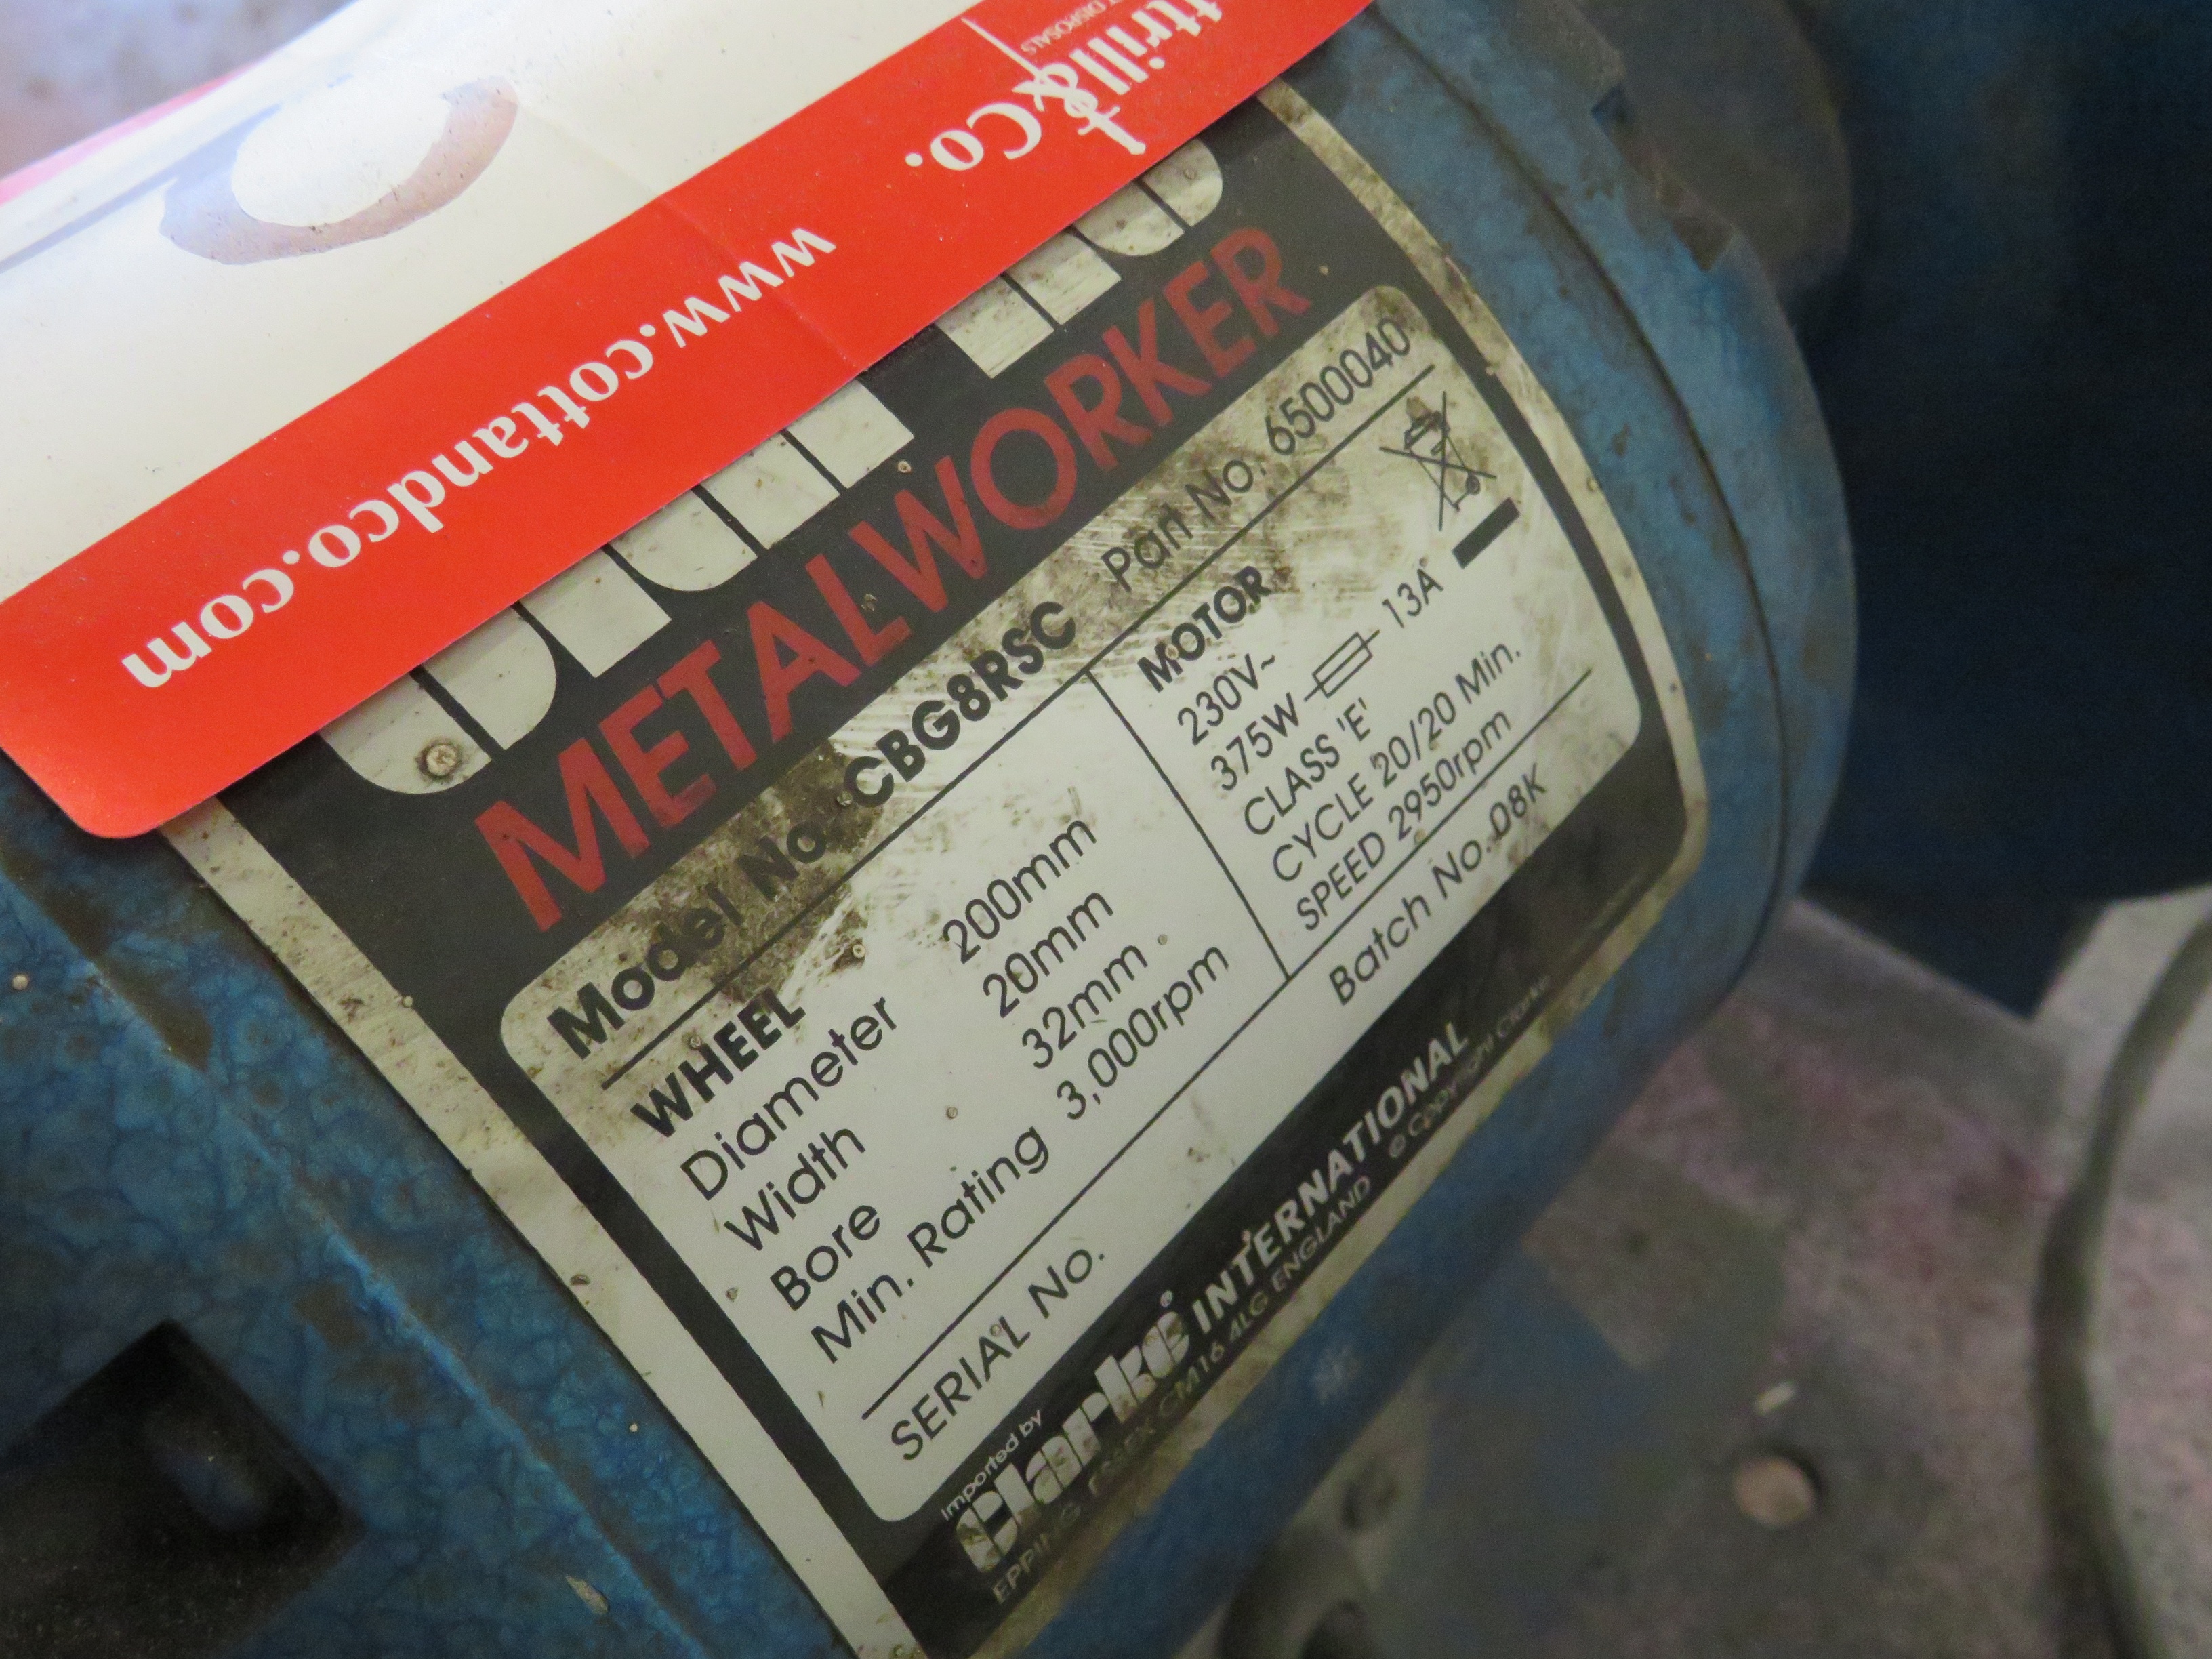 ttrill&Co.
T DISPOSALS
www.cottandco.com
METALWORKER
Model No. CBG8RSC Part No. 6500040
WHEEL
Diameter 200mm
Width 20mm
Bore 32mm
Min. Rating 3,000rpm
MOTOR
230V~
375W 13A
CLASS 'E'
CYCLE 20/20 Min.
SPEED 2950rpm
SERIAL No. Batch No. D8K
Imported by
Clarke® INTERNATIONAL
EPPING ESSEX CM16 4LG ENGLAND © Copyright Clarke